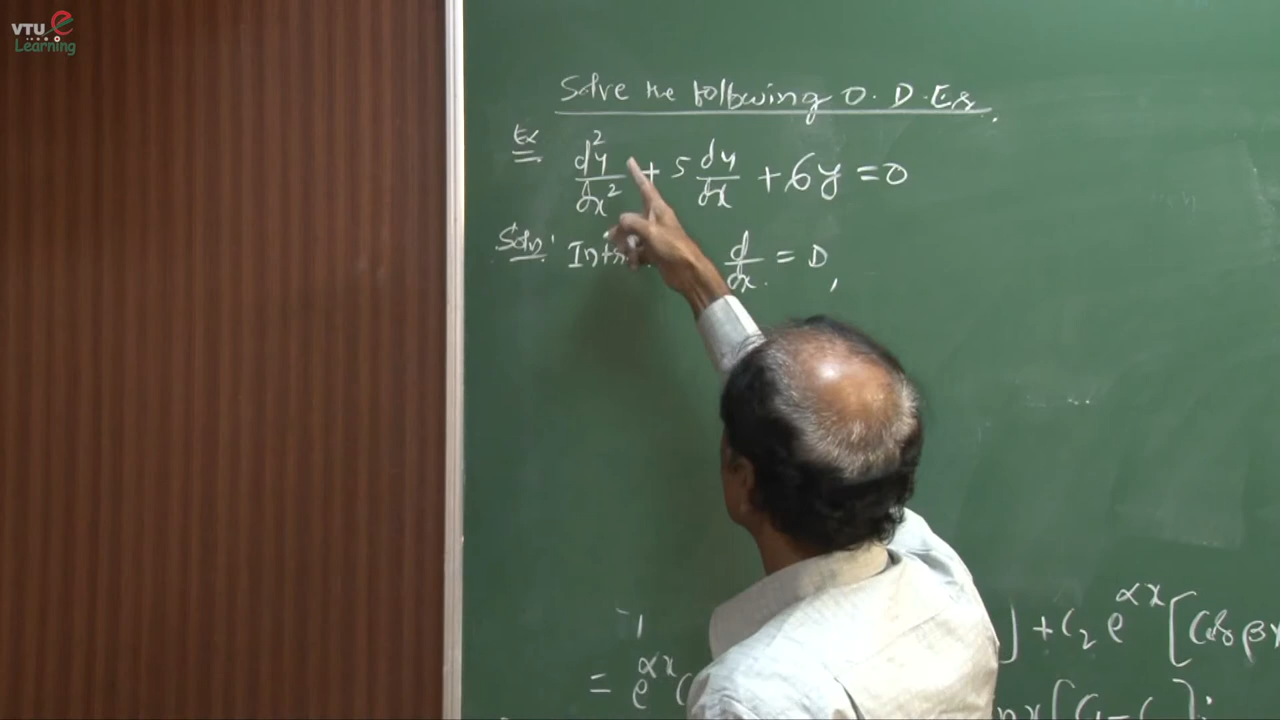 VTU e
Learning
Solve the following O. D. Es.
Ex
d²y/dx² + 5 dy/dx + 6y = 0
Soln: d/dx = D,
] + C₂ e^αx [Cos βx
= e^αx (